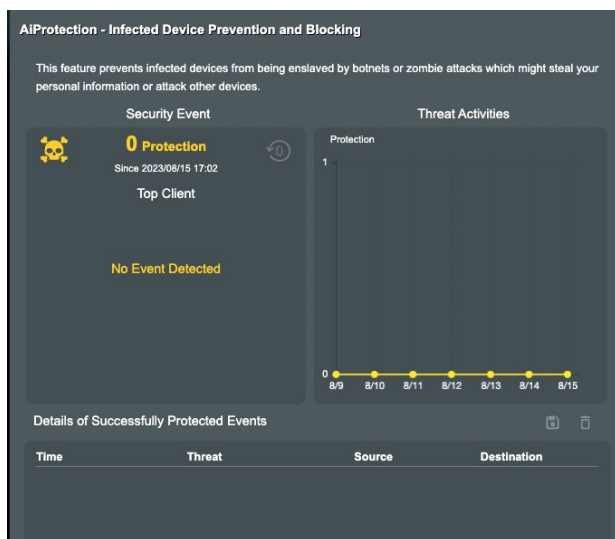 AiProtection - Infected Device Prevention and Blocking
This feature prevents infected devices from being enslaved by botnets or zombie attacks which might steal your
personal information or attack other devices.
Security Event
Threat Activities
0 Protection
Since 2023/08/15 17:02
0
Top Client
No Event Detected
Protection
1
0
8/9 8/10 8/11 8/12 8/13 8/14 8/15
Details of Successfully Protected Events
Time Threat Source Destination